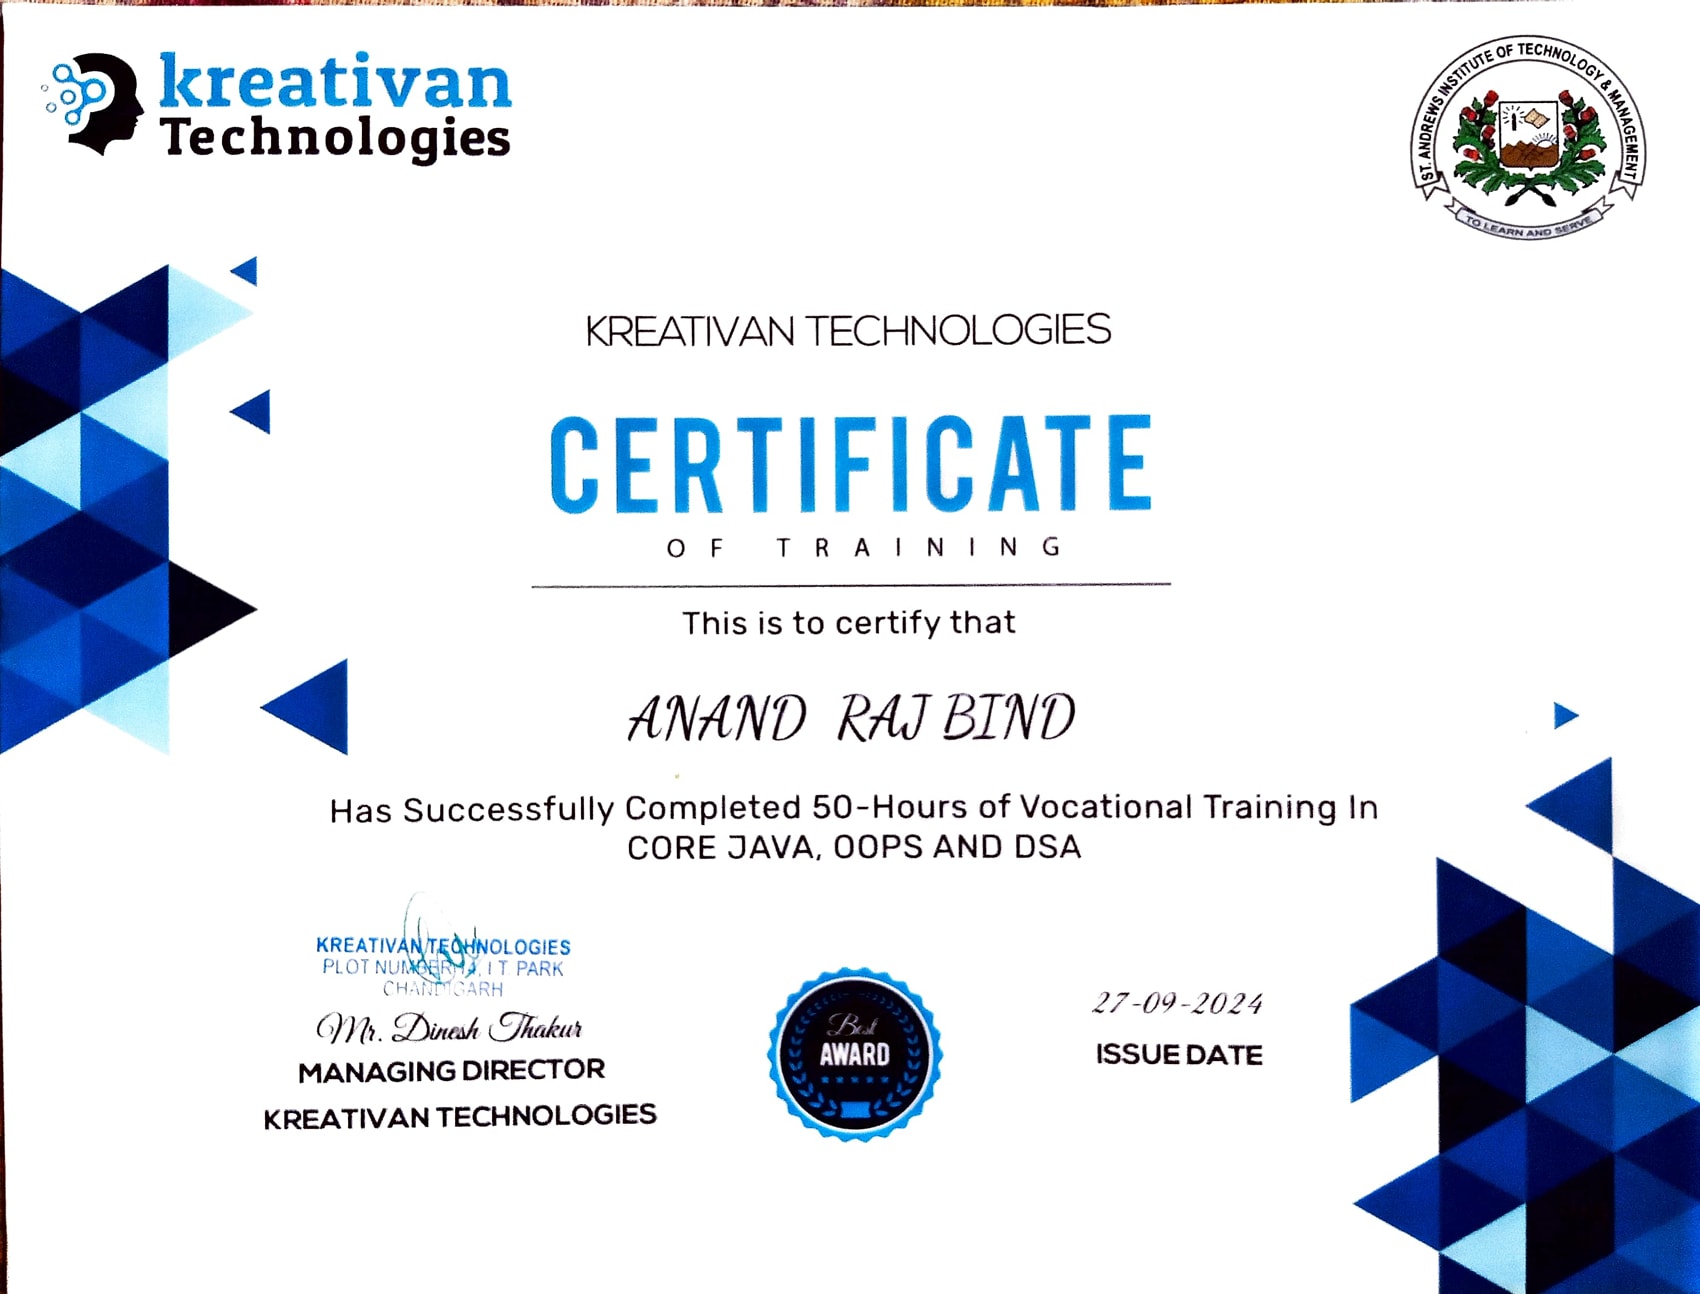 kreativan
Technologies
ST. ANDREWS INSTITUTE OF TECHNOLOGY & MANAGEMENT
TO LEARN AND SERVE
KREATIVAN TECHNOLOGIES
CERTIFICATE
OF TRAINING
This is to certify that
ANAND RAJ BIND
Has Successfully Completed 50-Hours of Vocational Training In
CORE JAVA, OOPS AND DSA
KREATIVAN TECHNOLOGIES
PLOT NUMBER I.T. PARK
CHANDIGARH
Mr. Dinesh Thakur
MANAGING DIRECTOR
KREATIVAN TECHNOLOGIES
Best
AWARD
27-09-2024
ISSUE DATE